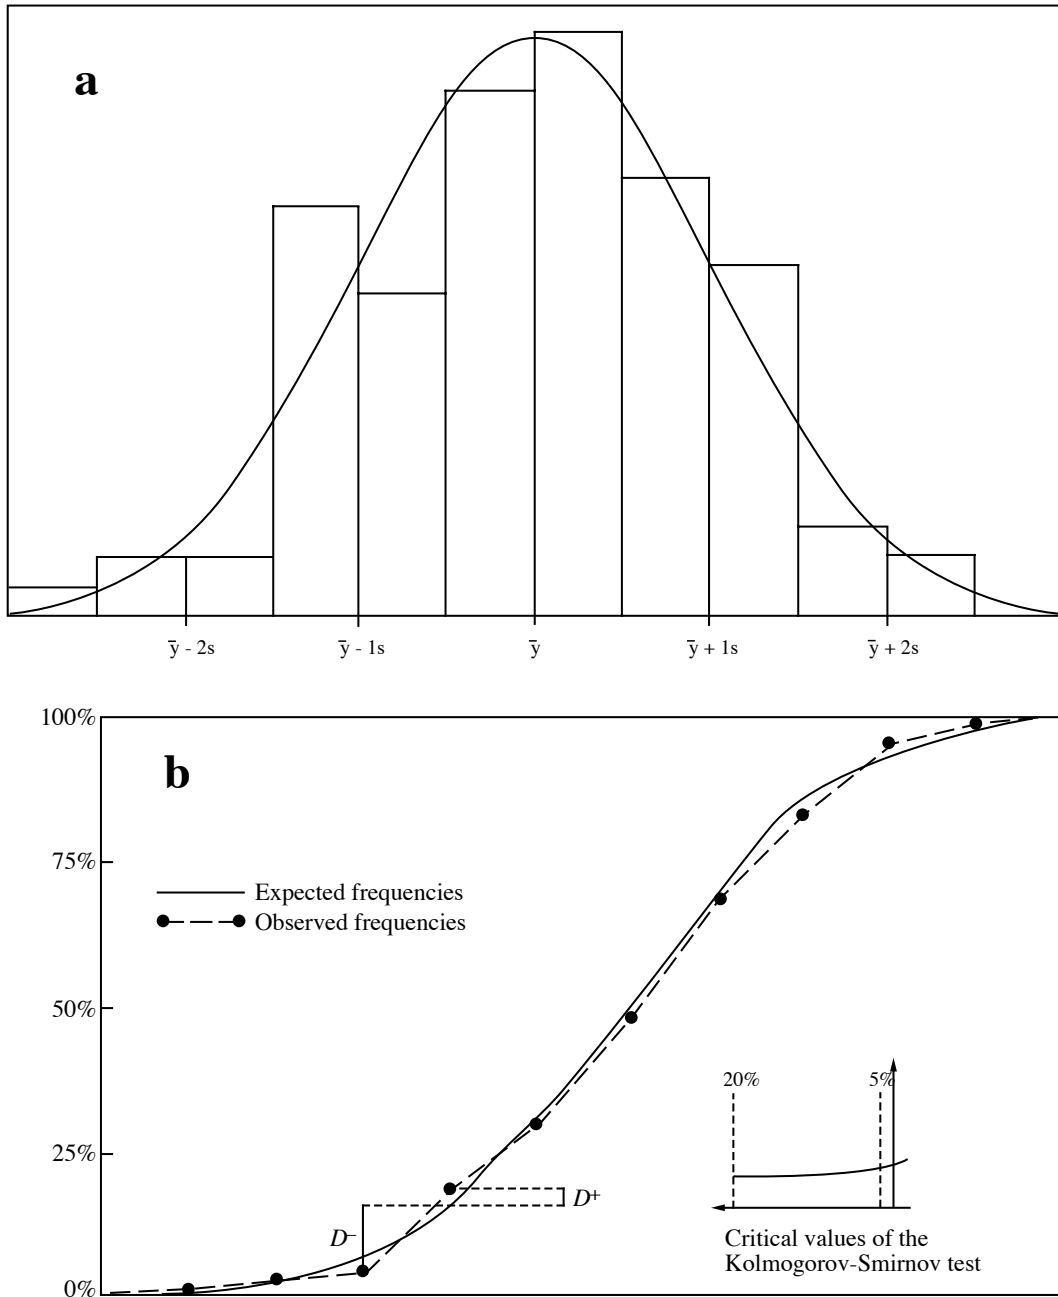 a
ȳ - 2s
ȳ - 1s
ȳ
ȳ + 1s
ȳ + 2s
100%
b
75%
Expected frequencies
Observed frequencies
50%
20%
5%
25%
D+
D−
Critical values of the
Kolmogorov-Smirnov test
0%